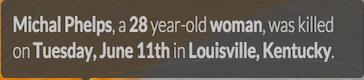 Michal Phelps, a 28 year-old woman, was killed
on Tuesday, June 11th in Louisville, Kentucky.